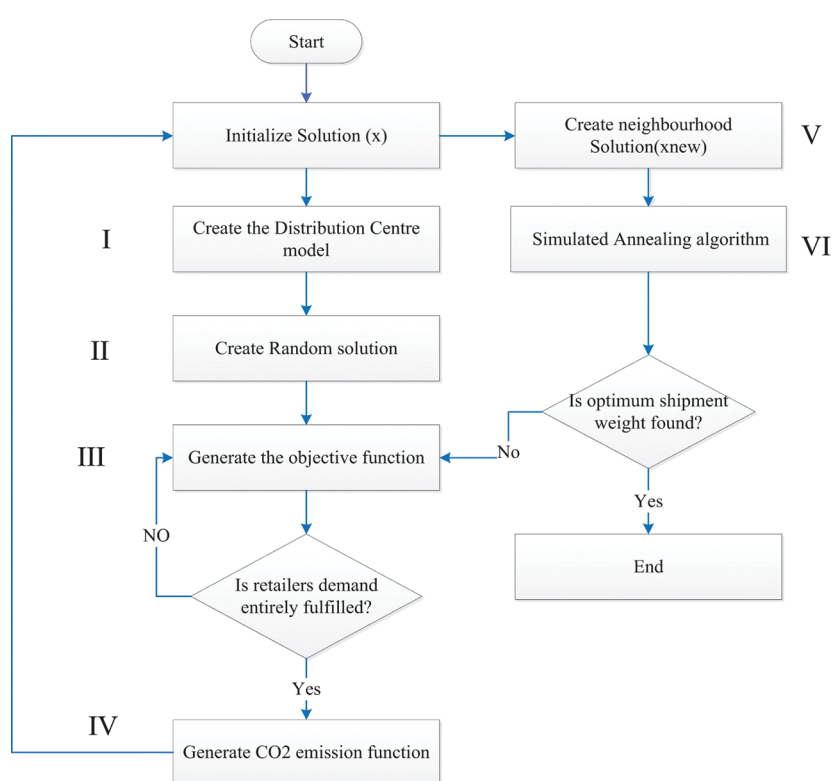 Start
Initialize Solution (x)
Create neighbourhood
Solution(xnew)
V
I
Create the Distribution Centre
model
Simulated Annealing algorithm
VI
II
Create Random solution
Is optimum shipment
weight found?
III
Generate the objective function
No
Yes
NO
End
Is retailers demand
entirely fulfilled?
Yes
IV
Generate CO2 emission function